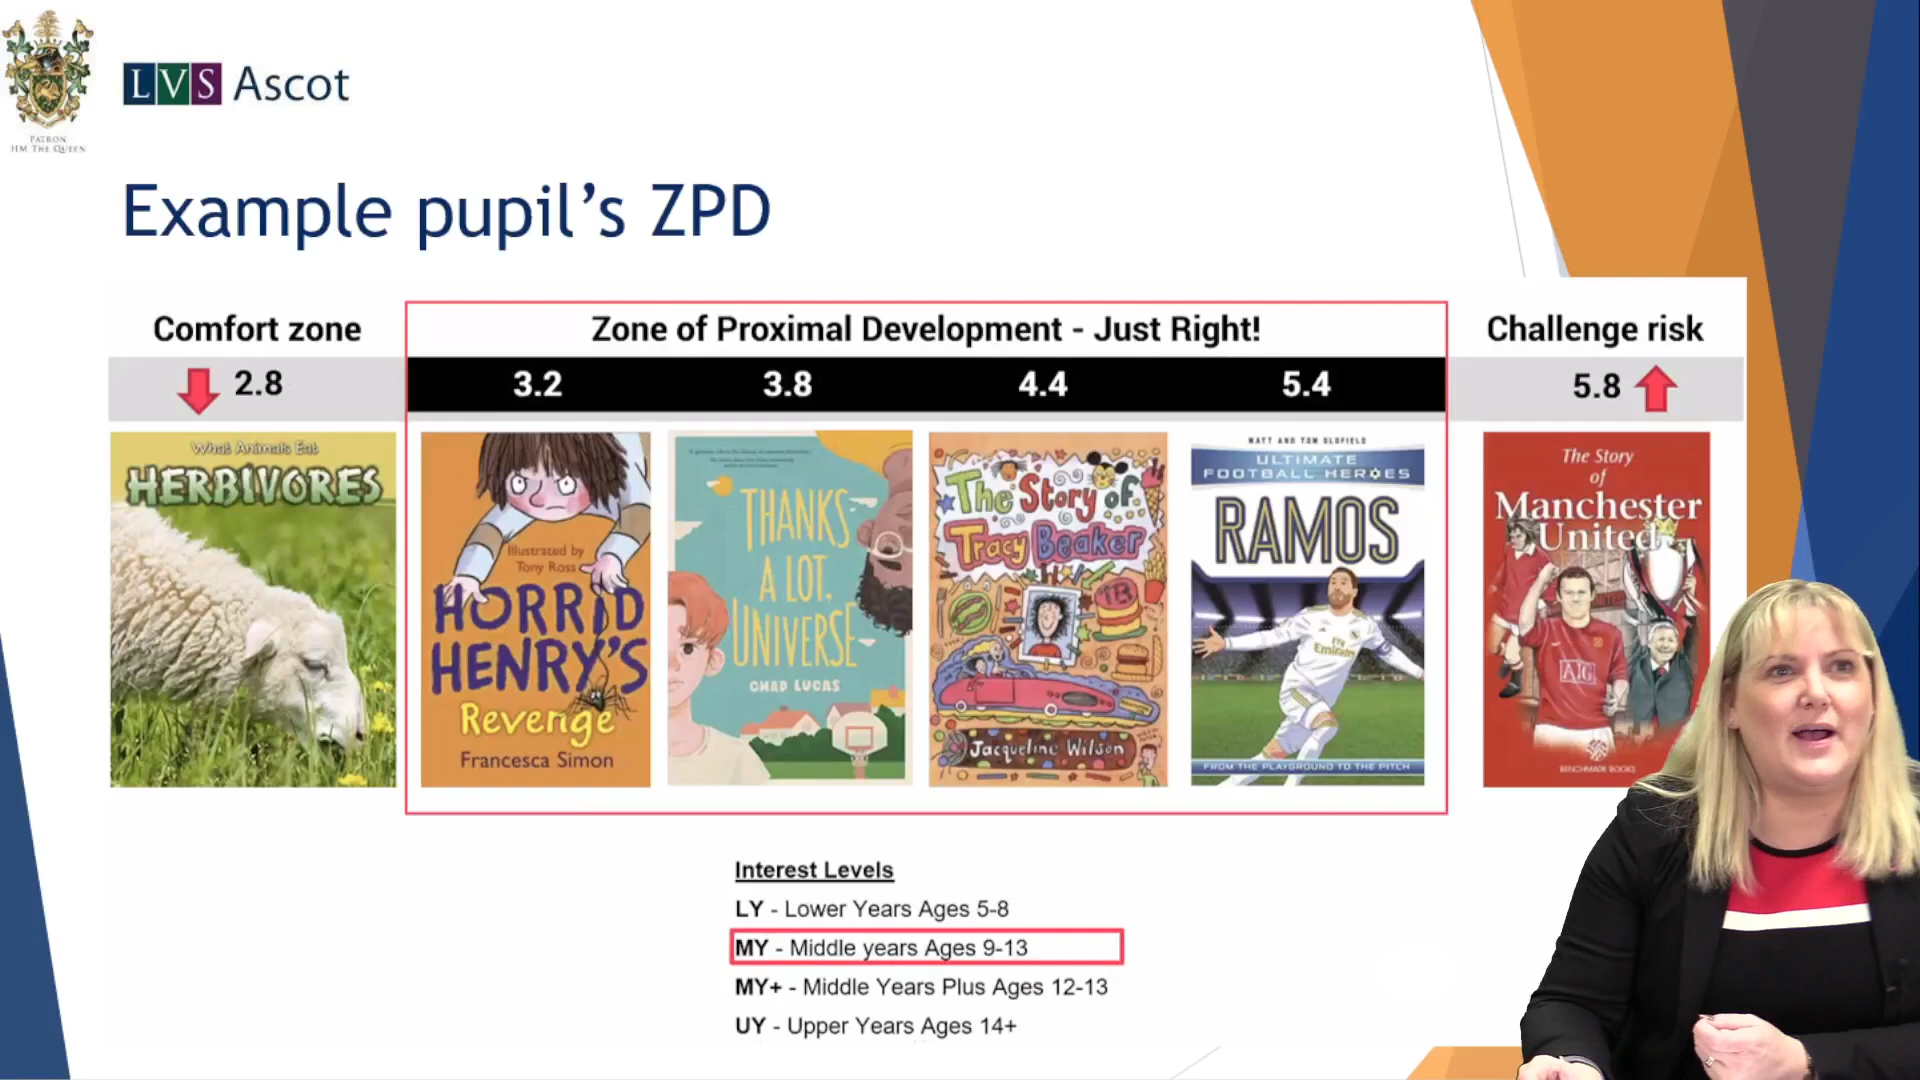 PATRON
HM THE QUEEN
LVS Ascot
Example pupil's ZPD
Comfort zone
Zone of Proximal Development - Just Right!
Challenge risk
2.8
3.2
3.8
4.4
5.4
5.8
What Animals Eat
HERBIVORES
Illustrated by
Tony Ross
HORRID
HENRY'S
Revenge
Francesca Simon
THANKS
A LOT,
UNIVERSE
CHAD LUCAS
The Story of
Tracy Beaker
Jacqueline Wilson
MATT AND TOM OLDFIELD
ULTIMATE
FOOTBALL HEROES
RAMOS
Fly
Emirates
FROM THE PLAYGROUND TO THE PITCH
The Story
of
Manchester
United
AIG
BENCHMARK BOOKS
Interest Levels
LY - Lower Years Ages 5-8
MY - Middle years Ages 9-13
MY+ - Middle Years Plus Ages 12-13
UY - Upper Years Ages 14+